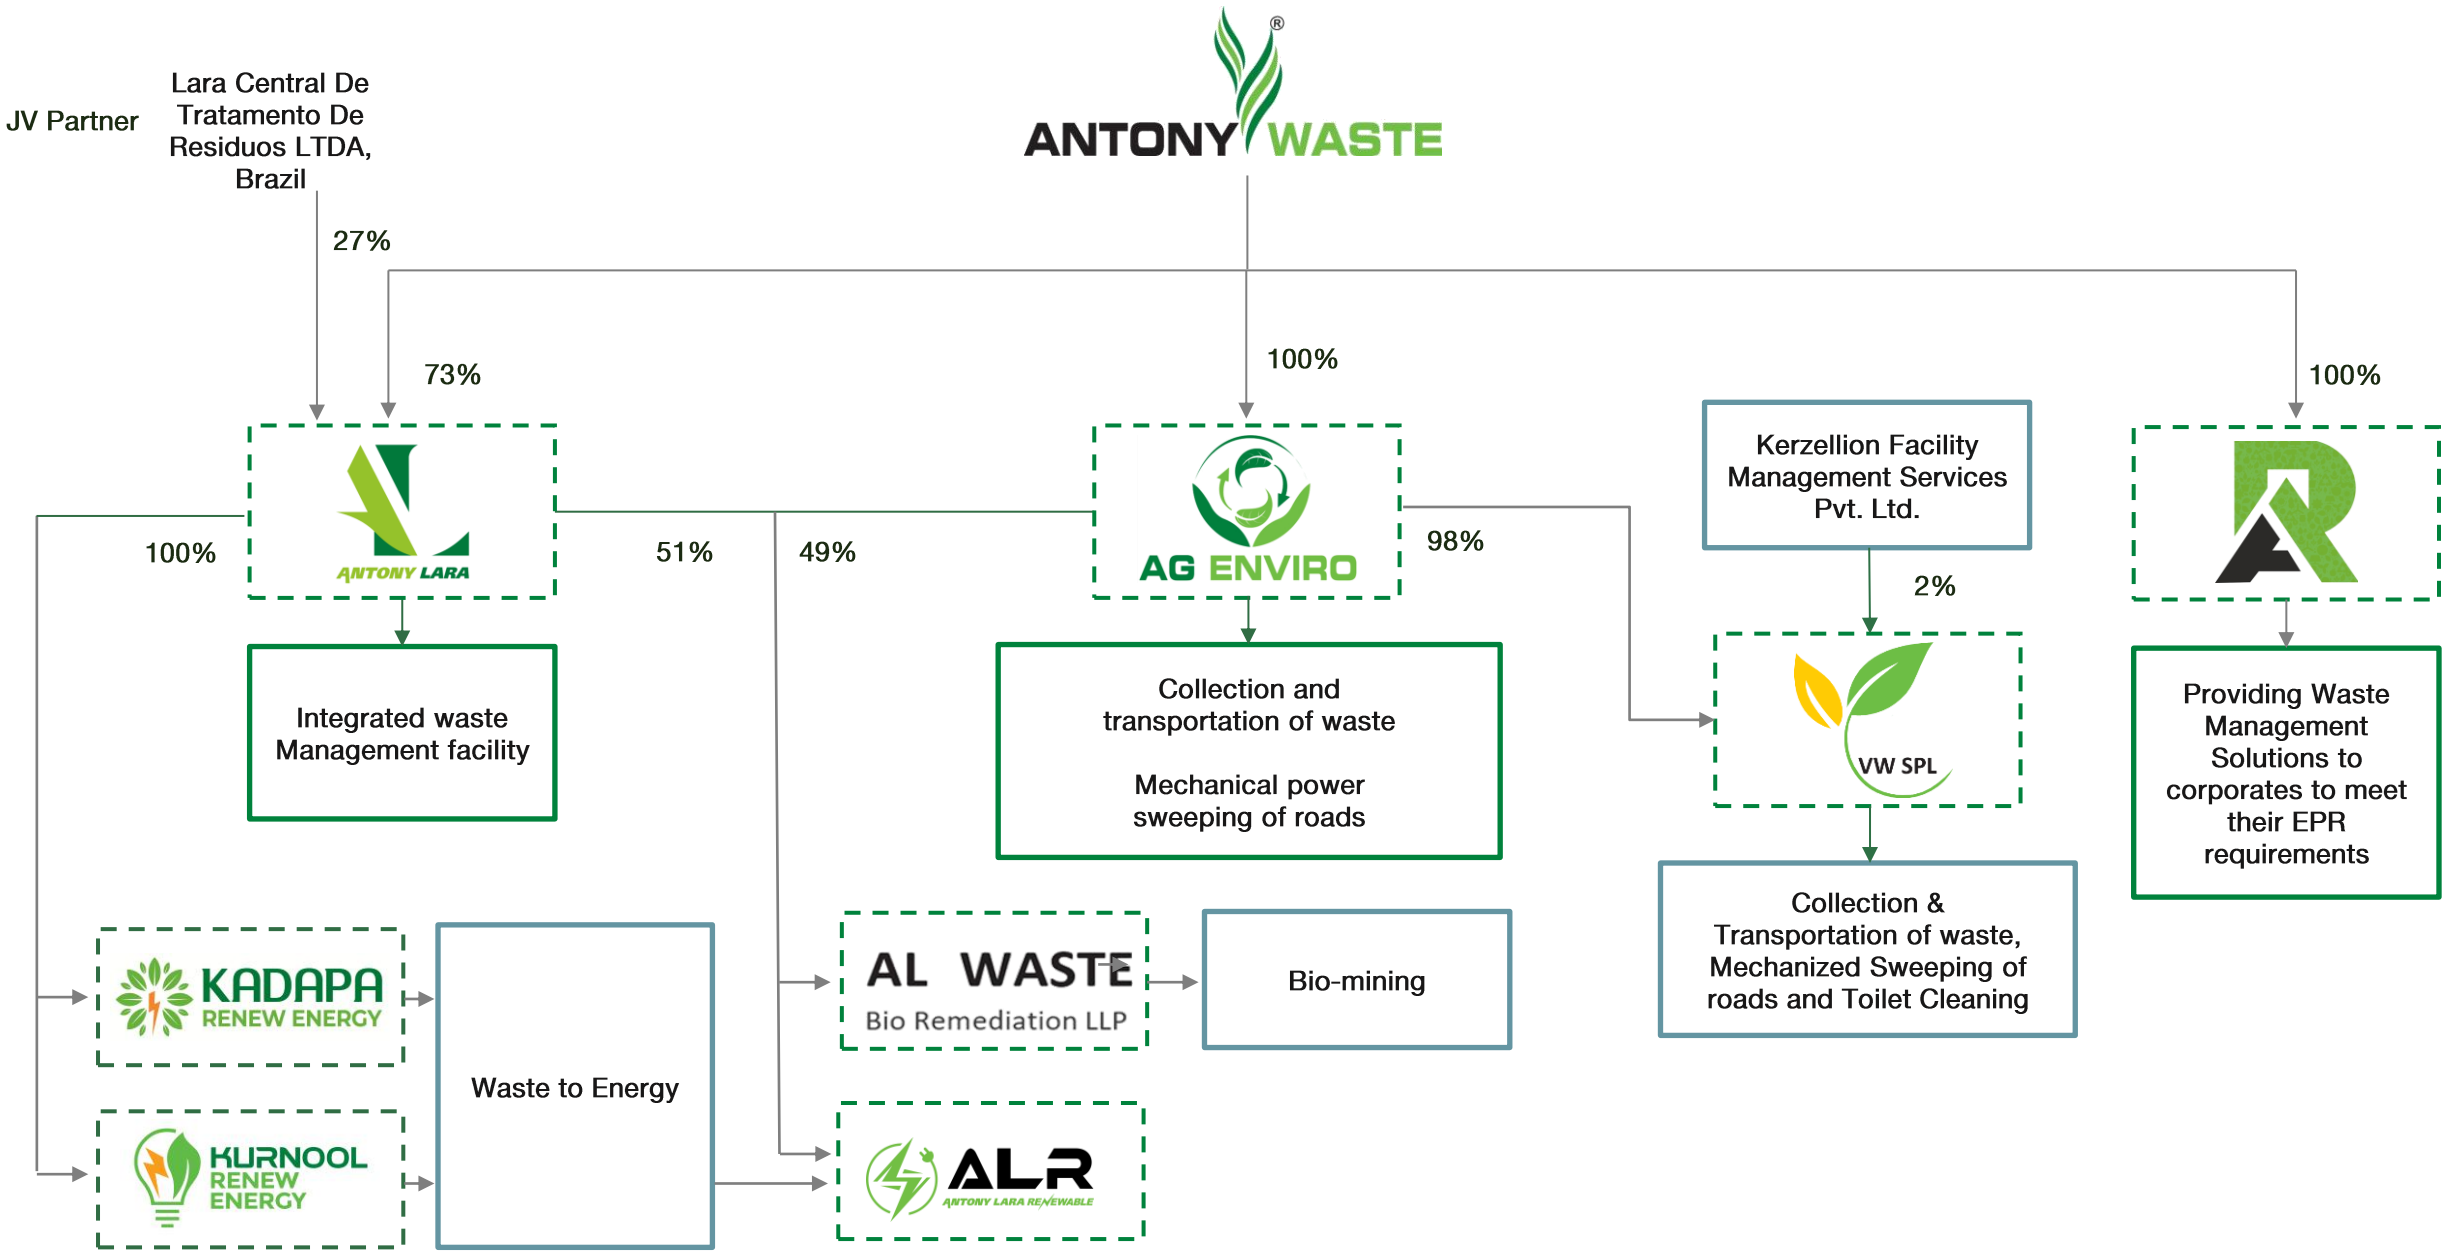 ®
ANTONY WASTE
JV Partner
Lara Central De
Tratamento De
Residuos LTDA,
Brazil
27%
73%
100%
100%
ANTONY LARA
AG ENVIRO
Kerzellion Facility
Management Services
Pvt. Ltd.
R
A
100%
51%
49%
98%
2%
Integrated waste
Management facility
Collection and
transportation of waste
Mechanical power
sweeping of roads
VW SPL
Providing Waste
Management
Solutions to
corporates to meet
their EPR
requirements
Collection &
Transportation of waste,
Mechanized Sweeping of
roads and Toilet Cleaning
KADAPA
RENEW ENERGY
Waste to Energy
AL WASTE
Bio Remediation LLP
Bio-mining
KURNOOL
RENEW
ENERGY
ALR
ANTONY LARA RENEWABLE